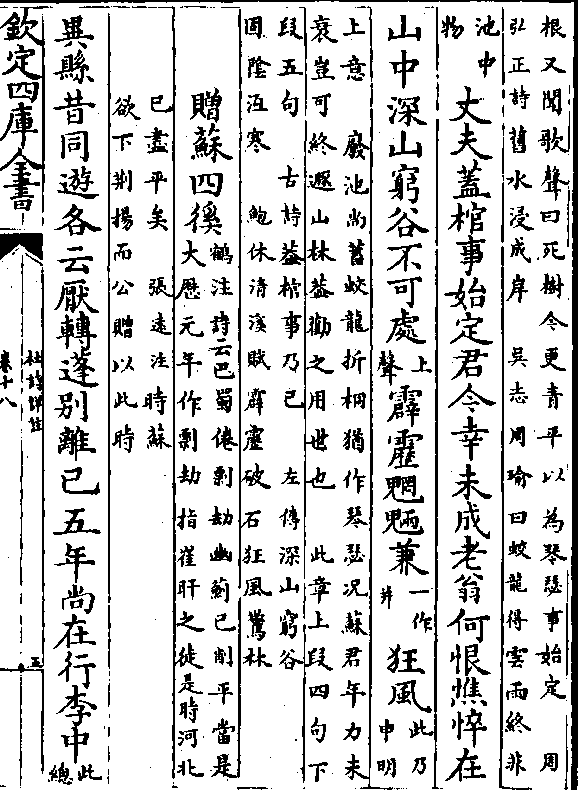 根又聞歌聲曰死樹今更青平以為琴瑟事始定　周
弘正詩舊水浸成岸　吳志周瑜曰蛟龍得雲雨終非
池中
物
丈夫蓋棺事始定君今幸未成老翁何恨憔悴在
山中深山窮谷不可處
上
聲
霹靂魍魎兼
一作
并
狂風
此乃
申明
上意　廢池尚蓄蛟龍折桐猶作琴瑟况蘇君年力未
衰豈可終遯山林葢勸之用世也　此章上段四句下
段五句　古詩葢棺事乃已　左傳深山窮谷
固陰沍寒　鮑休清溪賦霹靂破石狂風驚林
贈蘇四徯
鶴注詩云巴蜀倦剽劫幽薊已削平當是
大厯元年作剽劫指崔旰之徒是時河北
已盡平矣　張遠注時蘇
欲下荆揚而公贈以此詩
異縣昔同遊各云厭轉蓬别離已五年尚在行李中
此
總
欽定四庫全書
杜詩詳註
卷十八
五